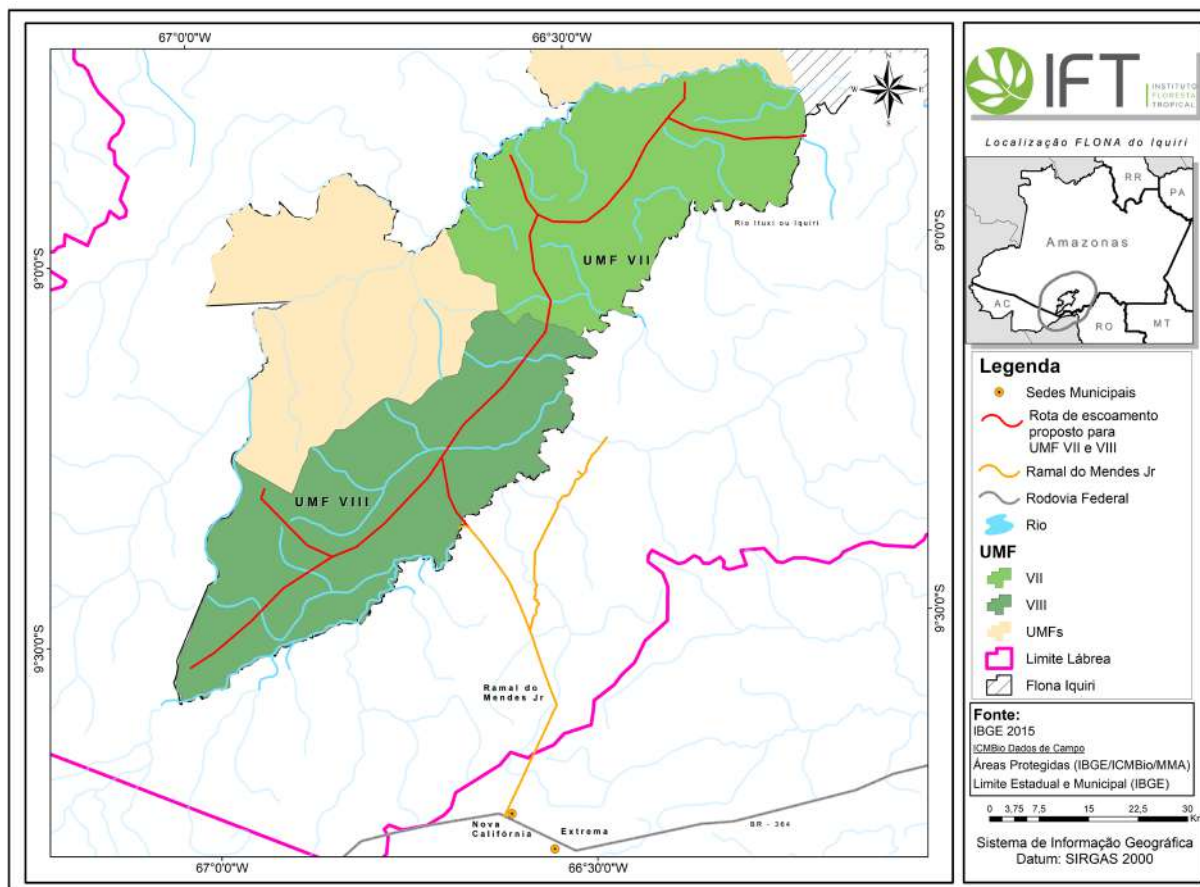 67°0'0"W
66°30'0"W
N
W
E
S
Rio Ituxi ou Iquiri
UMF VII
UMF VIII
9°0'0"S
9°0'0"S
9°30'0"S
9°30'0"S
Ramal do
Mendes Jr
Nova
Califórnia
Extrema
BR - 364
67°0'0"W
66°30'0"W
IFT
INSTITUTO
FLORESTA
TROPICAL
Localização FLONA do Iquiri
RR
PA
Amazonas
AC
RO
MT
Legenda
Sedes Municipais
Rota de escoamento
proposto para
UMF VII e VIII
Ramal do Mendes Jr
Rodovia Federal
Rio
UMF
VII
VIII
UMFs
Limite Lábrea
Flona Iquiri
Fonte:
IBGE 2015
ICMBio Dados de Campo
Áreas Protegidas (IBGE/ICMBio/MMA)
Limite Estadual e Municipal (IBGE)
0 3,75 7,5 15 22,5 30
Km
Sistema de Informação Geográfica
Datum: SIRGAS 2000